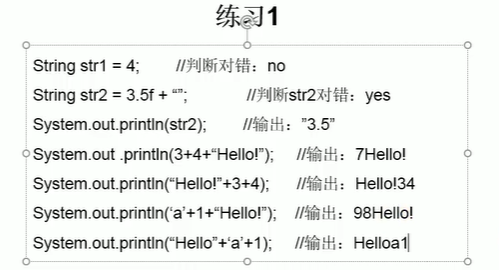 练习1
String str1 = 4; //判断对错：no
String str2 = 3.5f + “”; //判断str2对错：yes
System.out.println(str2); //输出：”3.5”
System.out .println(3+4+“Hello!”); //输出：7Hello!
System.out.println(“Hello!”+3+4); //输出：Hello!34
System.out.println(‘a’+1+“Hello!”); //输出：98Hello!
System.out.println(“Hello”+‘a’+1); //输出：Helloa1